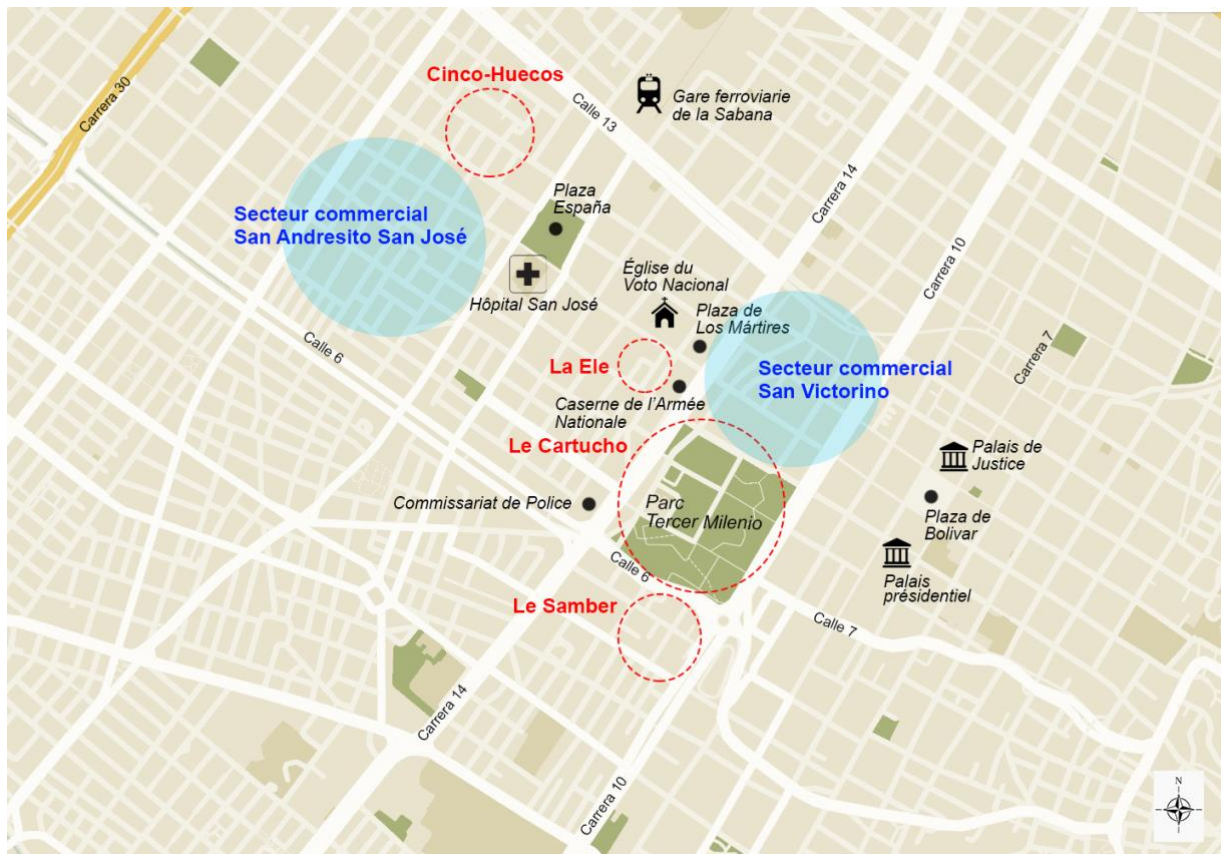 Cinco-Huecos
Carrera 30
Calle 13
Gare ferroviarie
de la Sabana
Carrera 14
Plaza
España
Secteur commercial
San Andresito San José
Carrera 10
Église du
Voto Nacional
Hôpital San José
Plaza de
Los Mártires
Calle 6
Carrera 7
La Ele
Secteur commercial
San Victorino
Caserne de l'Armée
Nationale
Le Cartucho
Palais de
Justice
Commissariat de Police
Parc
Tercer Milenio
Plaza de
Bolivar
Calle 6
Palais
présidentiel
Le Samber
Calle 7
Carrera 14
Carrera 10
N